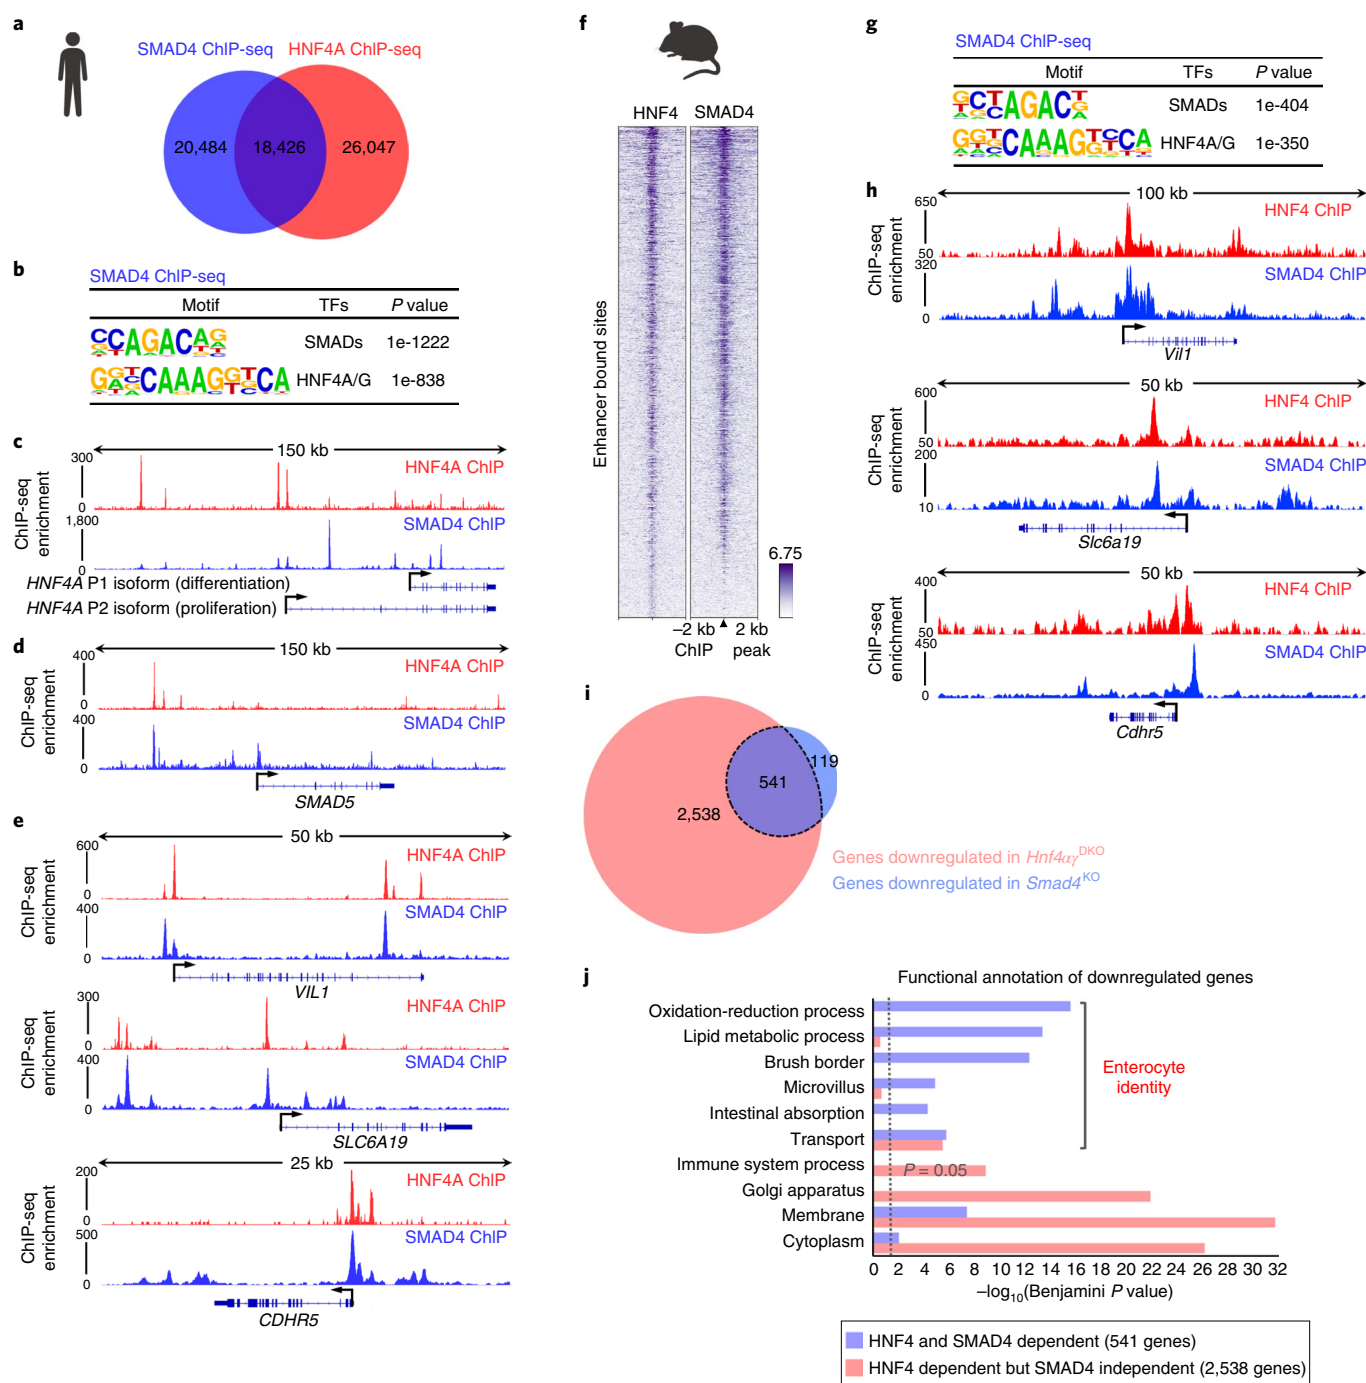 a
SMAD4 ChIP-seq HNF4A ChIP-seq
20,484 18,426 26,047
b
SMAD4 ChIP-seq
Motif TFs P value
CCAGACAG SMADs 1e-1222
GGTCAAAGGTCA HNF4A/G 1e-838
c
150 kb
300
HNF4A ChIP
0
1,800
SMAD4 ChIP
0
ChIP-seq enrichment
HNF4A P1 isoform (differentiation)
HNF4A P2 isoform (proliferation)
d
150 kb
400
HNF4A ChIP
0
400
SMAD4 ChIP
0
ChIP-seq enrichment
SMAD5
e
50 kb
600
HNF4A ChIP
0
400
SMAD4 ChIP
0
ChIP-seq enrichment
VIL1
300
HNF4A ChIP
0
400
SMAD4 ChIP
0
ChIP-seq enrichment
SLC6A19
25 kb
200
HNF4A ChIP
0
500
SMAD4 ChIP
0
ChIP-seq enrichment
CDHR5
f
HNF4 SMAD4
Enhancer bound sites
6.75
–2 kb 2 kb
ChIP peak
g
SMAD4 ChIP-seq
Motif TFs P value
GCTAGACT SMADs 1e-404
GGTCAAAGTCCA HNF4A/G 1e-350
h
100 kb
650
HNF4 ChIP
50
320
SMAD4 ChIP
0
ChIP-seq enrichment
Vil1
50 kb
600
HNF4 ChIP
50
200
SMAD4 ChIP
10
ChIP-seq enrichment
Slc6a19
50 kb
400
HNF4 ChIP
50
450
SMAD4 ChIP
0
ChIP-seq enrichment
Cdhr5
i
119
541
2,538
Genes downregulated in Hnf4αγDKO
Genes downregulated in Smad4KO
j
Functional annotation of downregulated genes
Oxidation-reduction process
Lipid metabolic process
Brush border
Microvillus
Intestinal absorption
Transport
Immune system process
Golgi apparatus
Membrane
Cytoplasm
Enterocyte
identity
P = 0.05
0 2 4 6 8 10 12 14 16 18 20 22 24 26 28 30 32
–log10(Benjamini P value)
HNF4 and SMAD4 dependent (541 genes)
HNF4 dependent but SMAD4 independent (2,538 genes)